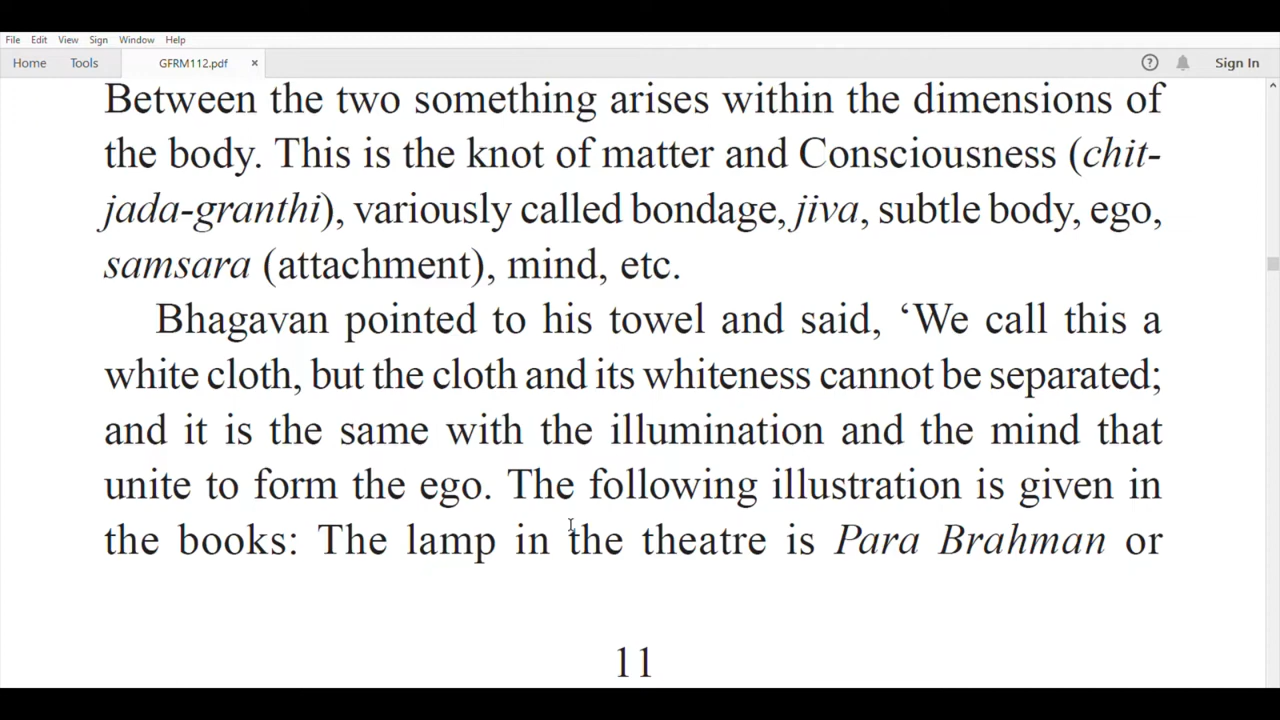 File Edit View Sign Window Help
Home Tools GFRM112.pdf × ? Sign In
Between the two something arises within the dimensions of
the body. This is the knot of matter and Consciousness (chit-
jada-granthi), variously called bondage, jiva, subtle body, ego,
samsara (attachment), mind, etc.
Bhagavan pointed to his towel and said, ‘We call this a
white cloth, but the cloth and its whiteness cannot be separated;
and it is the same with the illumination and the mind that
unite to form the ego. The following illustration is given in
the books: The lamp in the theatre is Para Brahman or
11